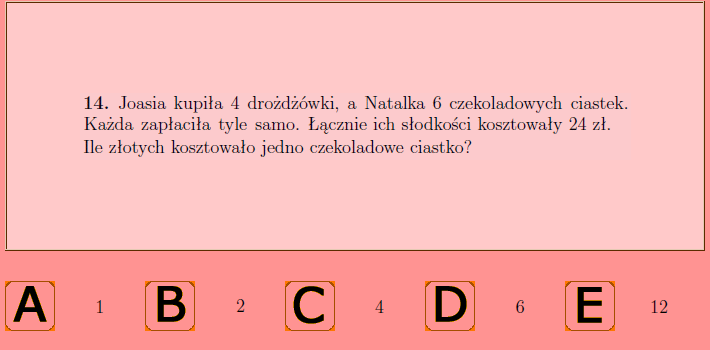 14. Joasia kupiła 4 drożdżówki, a Natalka 6 czekoladowych ciastek.
Każda zapłaciła tyle samo. Łącznie ich słodkości kosztowały 24 zł.
Ile złotych kosztowało jedno czekoladowe ciastko?
A 1 B 2 C 4 D 6 E 12